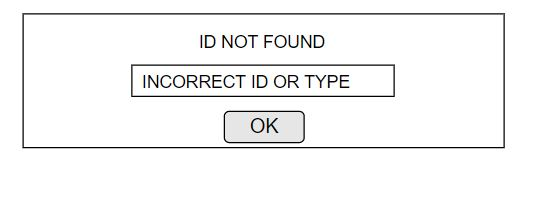 ID NOT FOUND
INCORRECT ID OR TYPE
OK